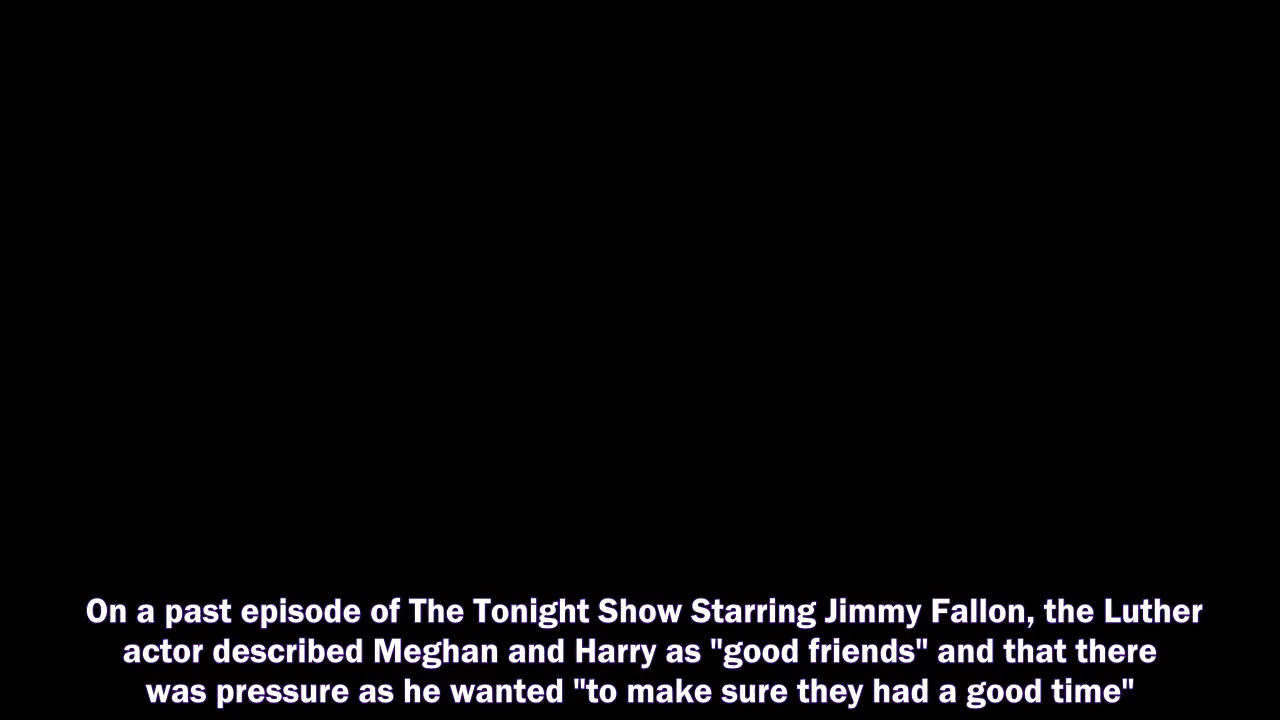 On a past episode of The Tonight Show Starring Jimmy Fallon, the Luther
actor described Meghan and Harry as "good friends" and that there
was pressure as he wanted "to make sure they had a good time"